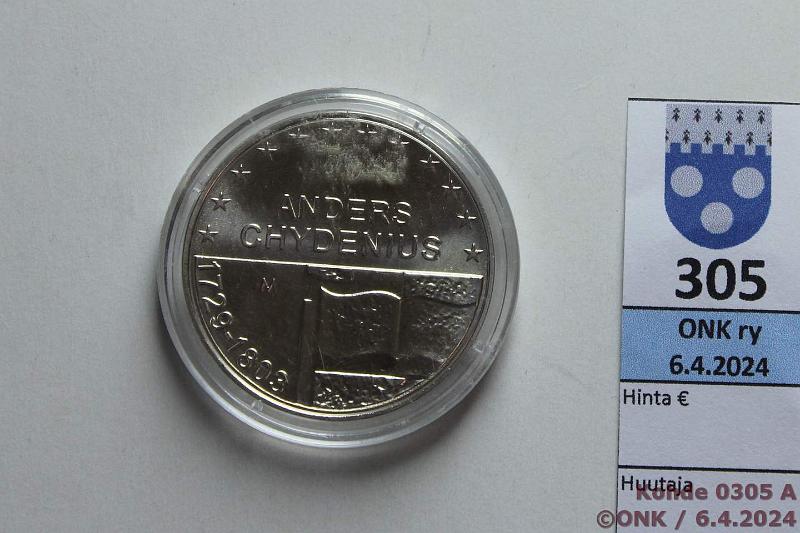 ANDERS
CHYDENIUS
M
1729-1803
305
ONK ry
6.4.2024
Hinta €
Huutaja
Kohde 0305 A
©ONK / 6.4.2024